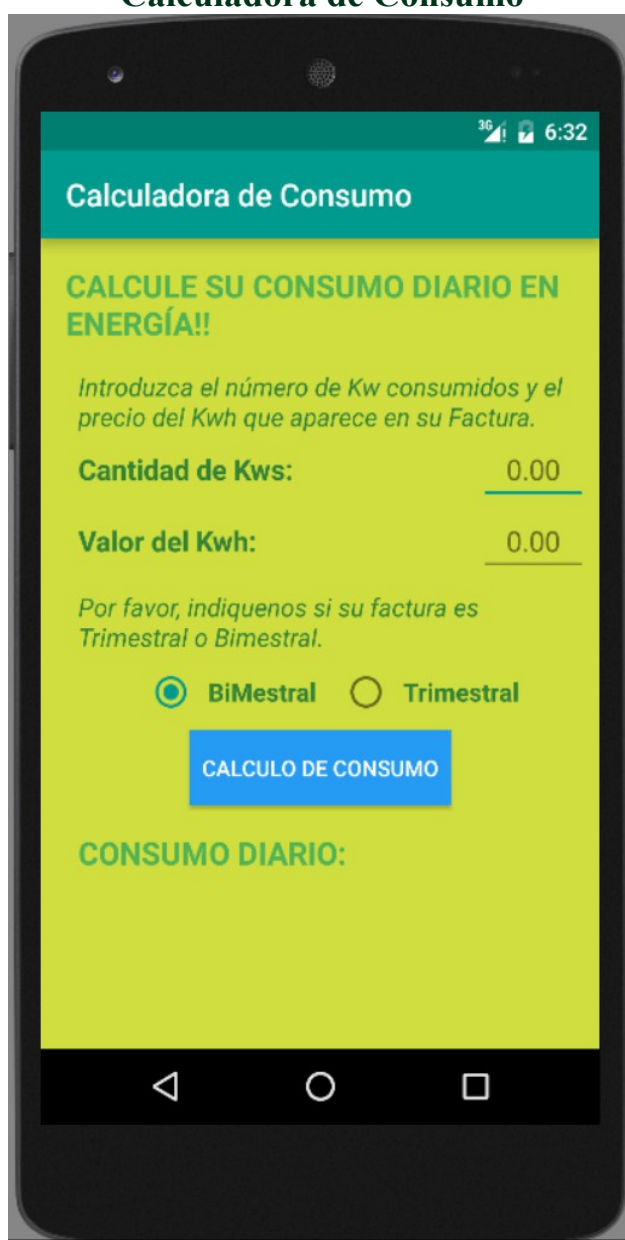 Calculadora de Consumo
3G 6:32
Calculadora de Consumo
CALCULE SU CONSUMO DIARIO EN
ENERGÍA!!
Introduzca el número de Kw consumidos y el
precio del Kwh que aparece en su Factura.
Cantidad de Kws: 0.00
Valor del Kwh: 0.00
Por favor, indiquenos si su factura es
Trimestral o Bimestral.
BiMestral Trimestral
CALCULO DE CONSUMO
CONSUMO DIARIO: